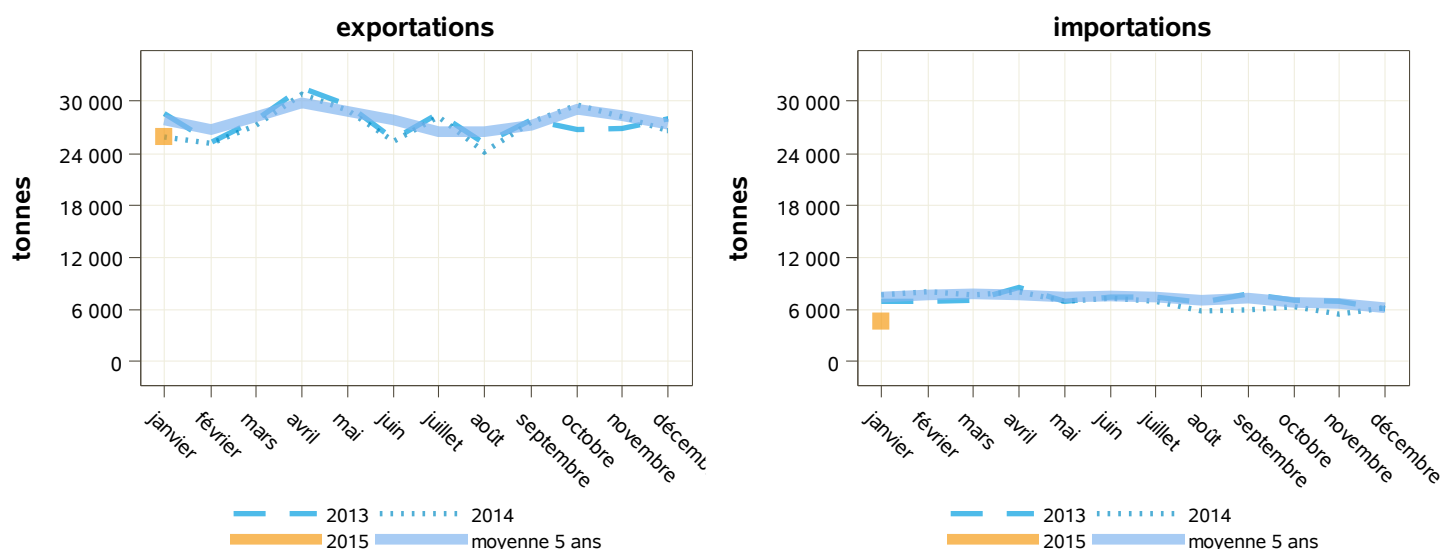 exportations
tonnes
30 000
24 000
18 000
12 000
6 000
0
janvier
février
mars
avril
mai
juin
juillet
août
septembre
octobre
novembre
décemb
2013
2014
2015
moyenne 5 ans
importations
tonnes
30 000
24 000
18 000
12 000
6 000
0
janvier
février
mars
avril
mai
juin
juillet
août
septembre
octobre
novembre
décembre
2013
2014
2015
moyenne 5 ans